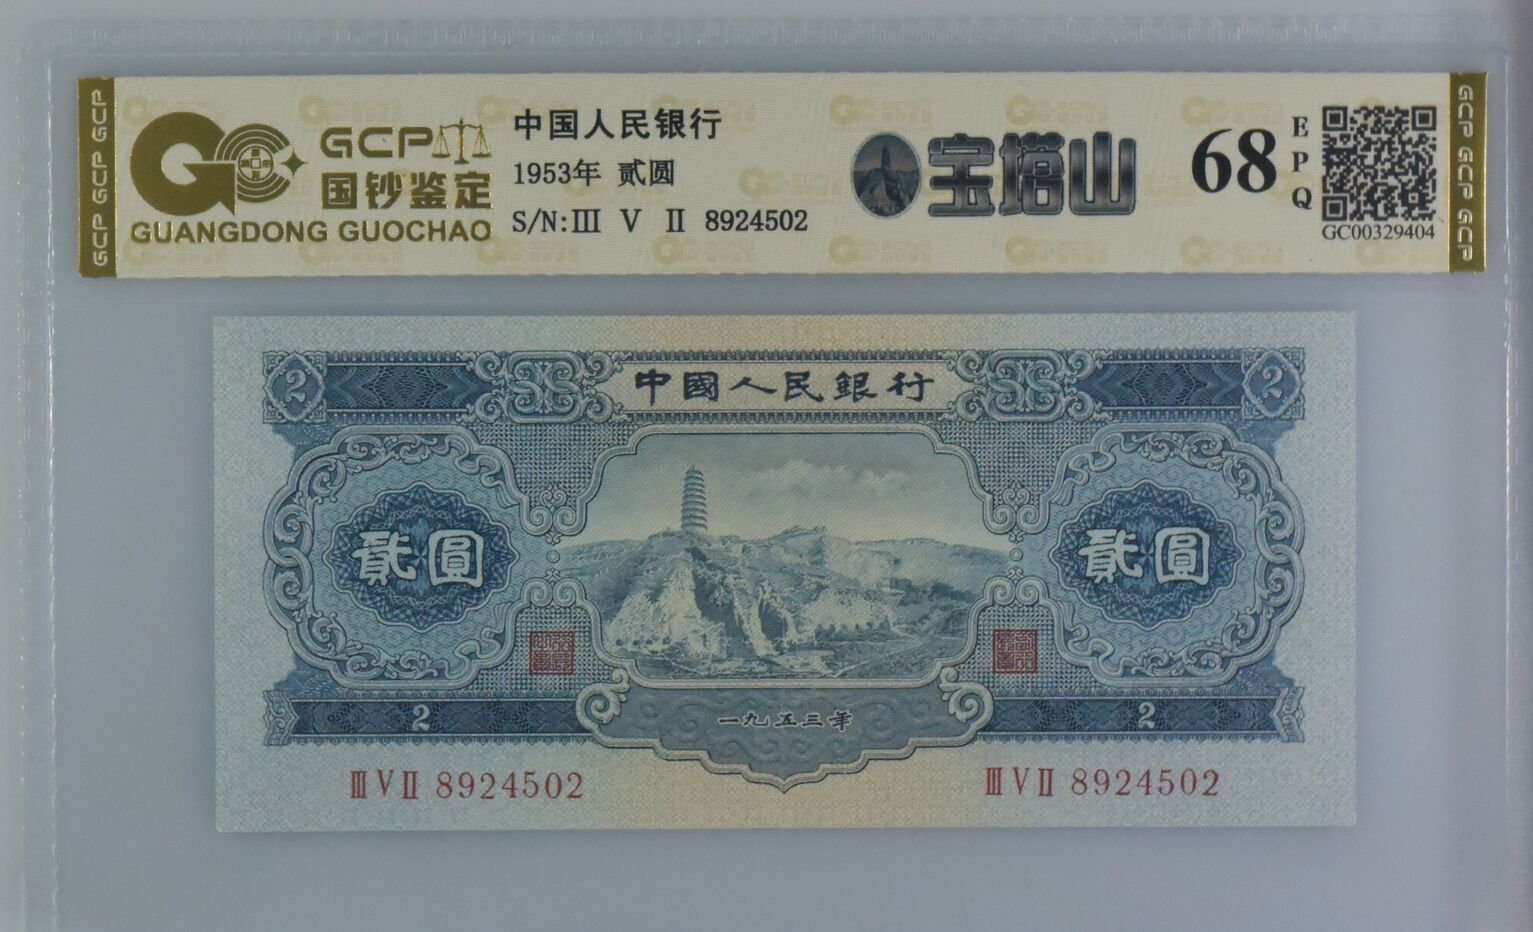 GCP GCP GCP
GCP
国钞鉴定
GUANGDONG GUOCHAO
中国人民银行
1953年 贰圆
S/N:Ⅲ Ⅴ Ⅱ 8924502
宝塔山
68
EPQ
GC00329404
GCP GCP GCP
2
中國人民銀行
2
貳圓
貳圓
2
一九五三年
2
ⅢⅤⅡ 8924502
ⅢⅤⅡ 8924502